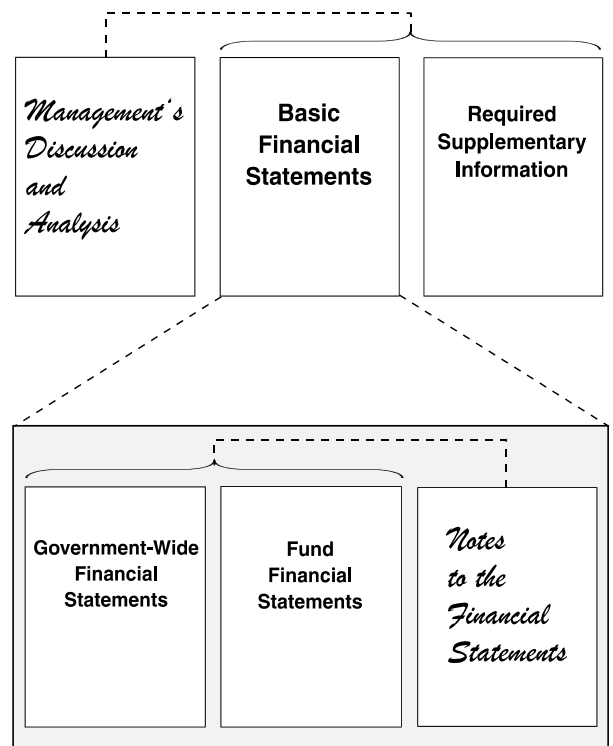 Management's
Discussion
and
Analysis
Basic
Financial
Statements
Required
Supplementary
Information
Government-Wide
Financial
Statements
Fund
Financial
Statements
Notes
to the
Financial
Statements